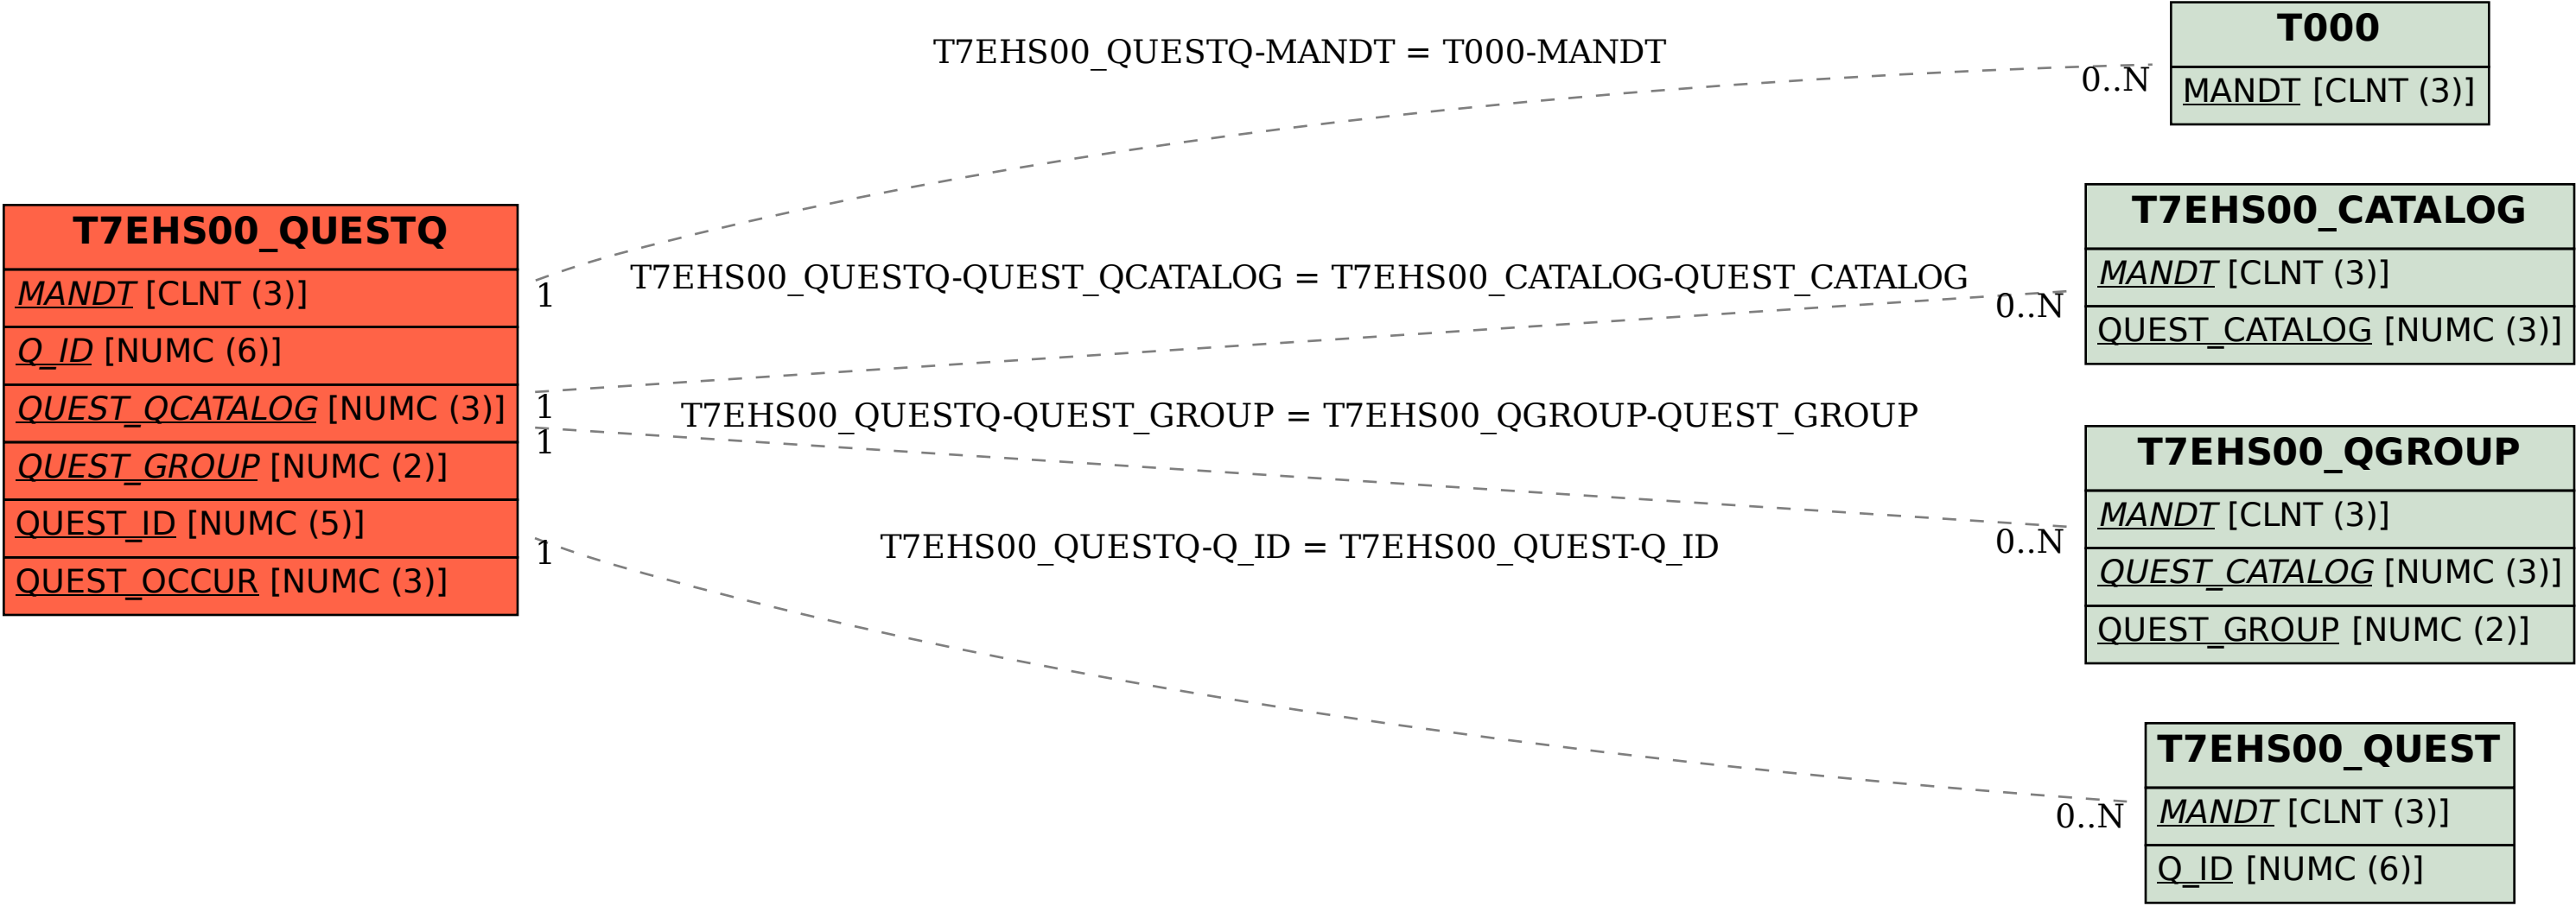 T7EHS00_QUESTQ
MANDT [CLNT (3)]
Q_ID [NUMC (6)]
QUEST_QCATALOG [NUMC (3)]
QUEST_GROUP [NUMC (2)]
QUEST_ID [NUMC (5)]
QUEST_OCCUR [NUMC (3)]
T7EHS00_QUESTQ-MANDT = T000-MANDT
1
0..N
T7EHS00_QUESTQ-QUEST_QCATALOG = T7EHS00_CATALOG-QUEST_CATALOG
1
0..N
T7EHS00_QUESTQ-QUEST_GROUP = T7EHS00_QGROUP-QUEST_GROUP
1
0..N
T7EHS00_QUESTQ-Q_ID = T7EHS00_QUEST-Q_ID
1
0..N
T000
MANDT [CLNT (3)]
T7EHS00_CATALOG
MANDT [CLNT (3)]
QUEST_CATALOG [NUMC (3)]
T7EHS00_QGROUP
MANDT [CLNT (3)]
QUEST_CATALOG [NUMC (3)]
QUEST_GROUP [NUMC (2)]
T7EHS00_QUEST
MANDT [CLNT (3)]
Q_ID [NUMC (6)]